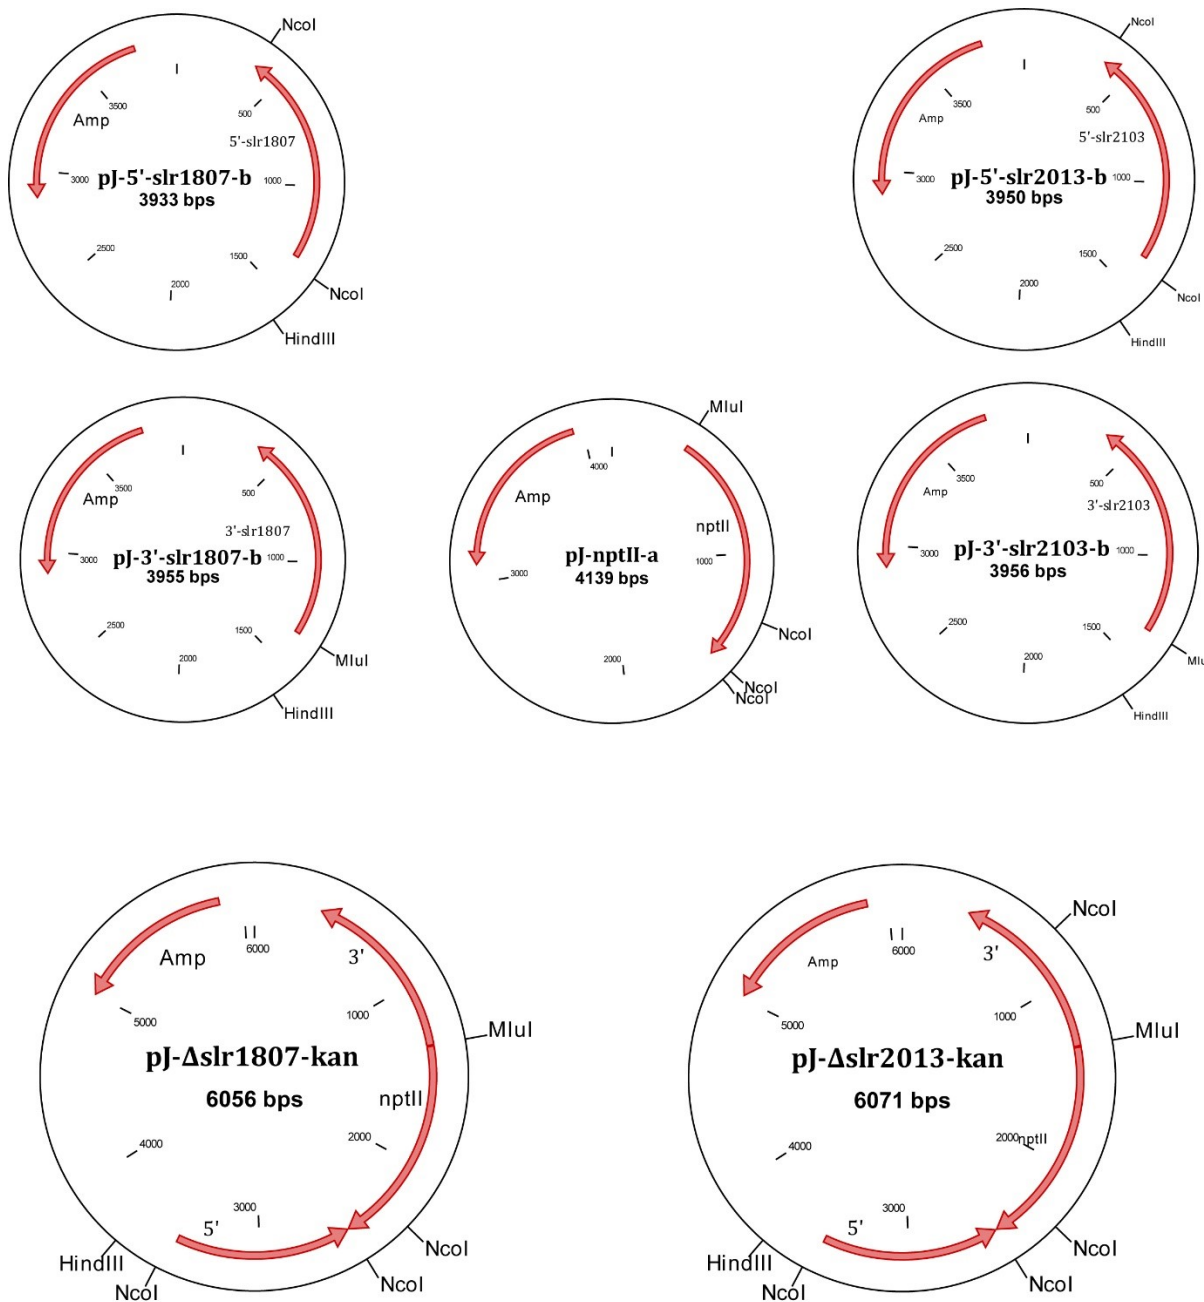 NcoI
3500
500
Amp
5'-slr1807
3000
pJ-5'-slr1807-b
1000
3933 bps
2500
1500
2000
NcoI
HindIII
NcoI
3500
500
Amp
5'-slr2103
3000
pJ-5'-slr2013-b
1000
3950 bps
2500
1500
2000
NcoI
HindIII
3500
500
Amp
3'-slr1807
3000
pJ-3'-slr1807-b
1000
3955 bps
2500
1500
2000
MluI
HindIII
MluI
4000
Amp
nptII
pJ-nptII-a
1000
4139 bps
3000
NcoI
2000
NcoI
NcoI
3500
500
Amp
3'-slr2103
3000
pJ-3'-slr2103-b
1000
3956 bps
2500
1500
2000
MluI
HindIII
6000
3'
Amp
1000
5000
MluI
pJ-Δslr1807-kan
6056 bps
nptII
4000
2000
3000
5'
HindIII
NcoI
NcoI
NcoI
NcoI
6000
3'
Amp
1000
5000
MluI
pJ-Δslr2013-kan
6071 bps
4000
2000
nptII
3000
5'
HindIII
NcoI
NcoI
NcoI